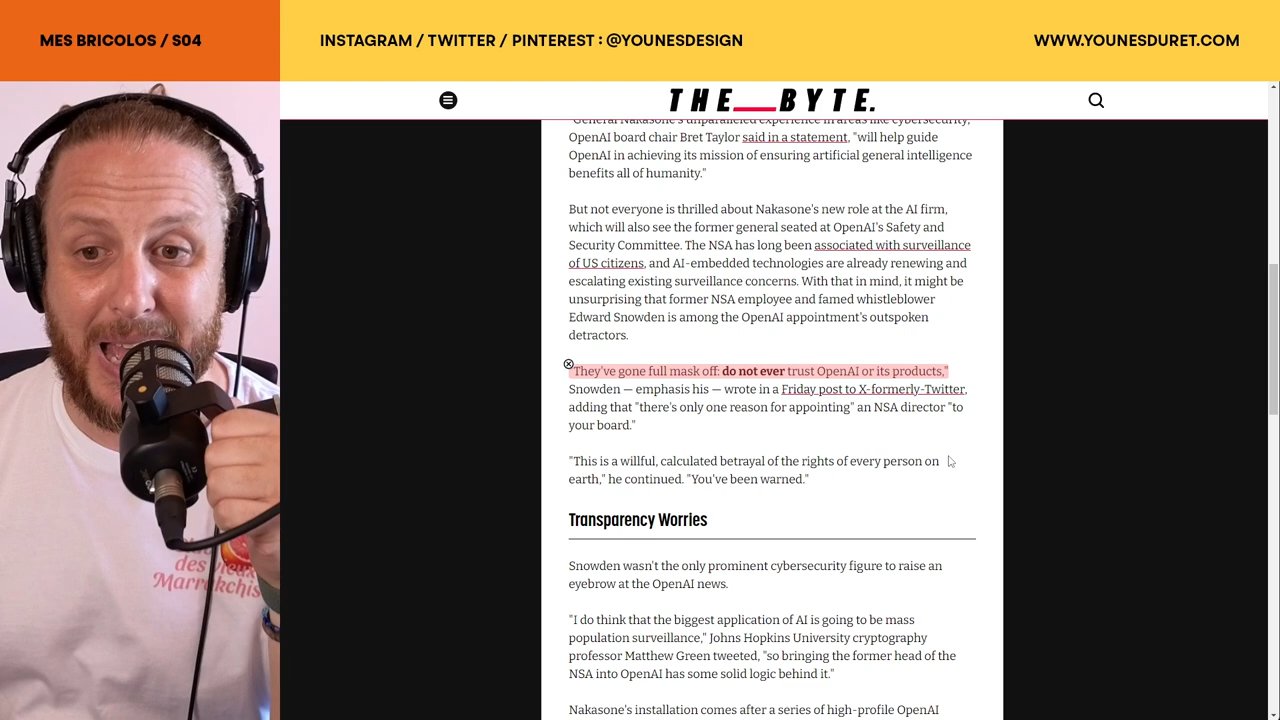 MES BRICOLOS / S04
INSTAGRAM / TWITTER / PINTEREST : @YOUNESDESIGN
WWW.YOUNESDURET.COM
THE__BYTE.
"General Nakasone's unparalleled experience in areas like cybersecurity,"
OpenAI board chair Bret Taylor said in a statement, "will help guide
OpenAI in achieving its mission of ensuring artificial general intelligence
benefits all of humanity."
But not everyone is thrilled about Nakasone's new role at the AI firm,
which will also see the former general seated at OpenAI's Safety and
Security Committee. The NSA has long been associated with surveillance
of US citizens, and AI-embedded technologies are already renewing and
escalating existing surveillance concerns. With that in mind, it might be
unsurprising that former NSA employee and famed whistleblower
Edward Snowden is among the OpenAI appointment's outspoken
detractors.
"They've gone full mask off: do not ever trust OpenAI or its products,"
Snowden — emphasis his — wrote in a Friday post to X-formerly-Twitter,
adding that "there's only one reason for appointing" an NSA director "to
your board."
"This is a willful, calculated betrayal of the rights of every person on
earth," he continued. "You've been warned."
Transparency Worries
Snowden wasn't the only prominent cybersecurity figure to raise an
eyebrow at the OpenAI news.
"I do think that the biggest application of AI is going to be mass
population surveillance," Johns Hopkins University cryptography
professor Matthew Green tweeted, "so bringing the former head of the
NSA into OpenAI has some solid logic behind it."
Nakasone's installation comes after a series of high-profile OpenAI
des Vieux
Marrakchis